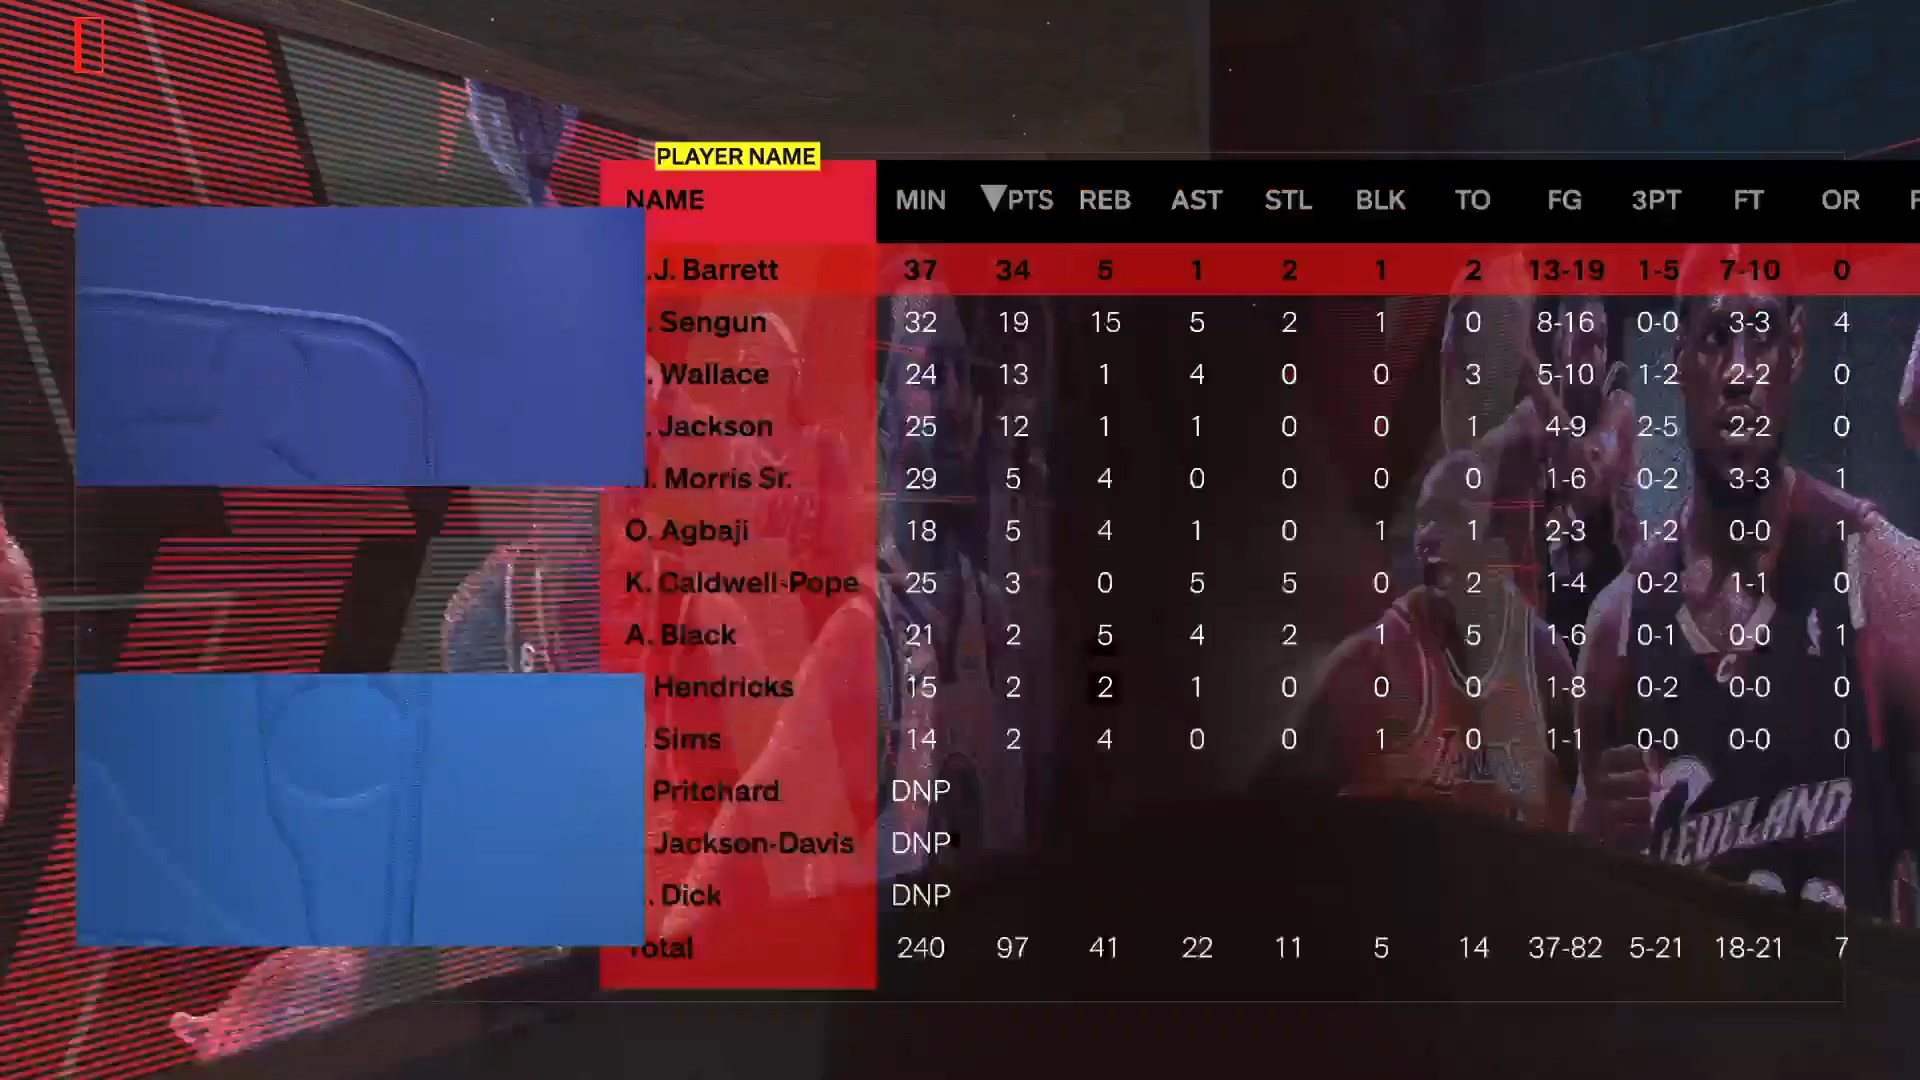 PLAYER NAME
NAME MIN PTS REB AST STL BLK TO FG 3PT FT OR F
.J. Barrett 37 34 5 1 2 1 2 13-19 1-5 7-10 0
. Sengun 32 19 15 5 2 1 0 8-16 0-0 3-3 4
. Wallace 24 13 1 4 0 0 3 5-10 1-2 2-2 0
. Jackson 25 12 1 1 0 0 1 4-9 2-5 2-2 0
. Morris Sr. 29 5 4 0 0 0 0 1-6 0-2 3-3 1
O. Agbaji 18 5 4 1 0 1 1 2-3 1-2 0-0 1
K. Caldwell-Pope 25 3 0 5 5 0 2 1-4 0-2 1-1 0
A. Black 21 2 5 4 2 1 5 1-6 0-1 0-0 1
Hendricks 15 2 2 1 0 0 0 1-8 0-2 0-0 0
Sims 14 2 4 0 0 1 0 1-1 0-0 0-0 0
Pritchard DNP
Jackson-Davis DNP
. Dick DNP
Total 240 97 41 22 11 5 14 37-82 5-21 18-21 7
CLEVELAND